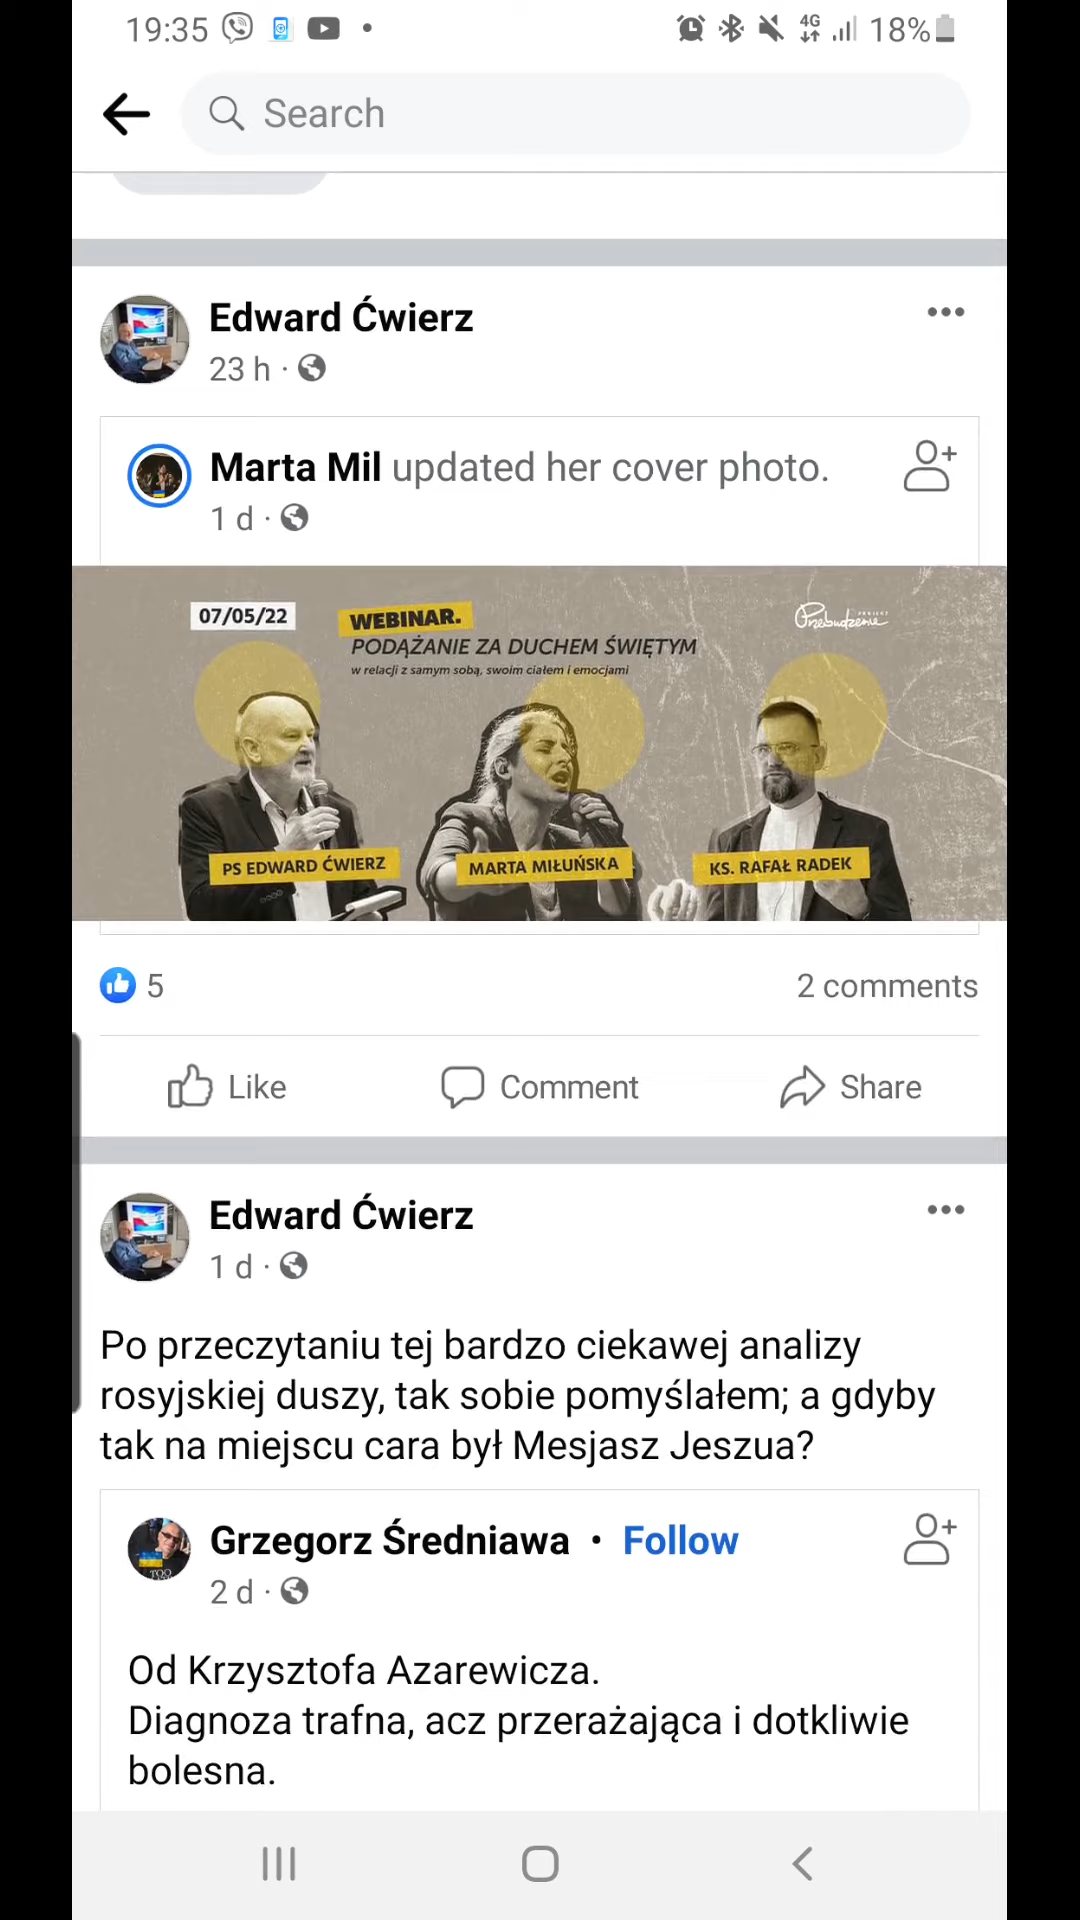 19:35 4G 18%
Search
Edward Ćwierz
23 h ·
Marta Mil updated her cover photo.
1 d ·
07/05/22
WEBINAR.
PODĄŻANIE ZA DUCHEM ŚWIĘTYM
w relacji z samym sobą, swoim ciałem i emocjami
PROJEKT
Przebudzenie
PS EDWARD ĆWIERZ
MARTA MIŁUŃSKA
KS. RAFAŁ RADEK
5 2 comments
Like Comment Share
Edward Ćwierz
1 d ·
Po przeczytaniu tej bardzo ciekawej analizy
rosyjskiej duszy, tak sobie pomyślałem; a gdyby
tak na miejscu cara był Mesjasz Jeszua?
Grzegorz Średniawa • Follow
TOO
2 d ·
Od Krzysztofa Azarewicza.
Diagnoza trafna, acz przerażająca i dotkliwie
bolesna.